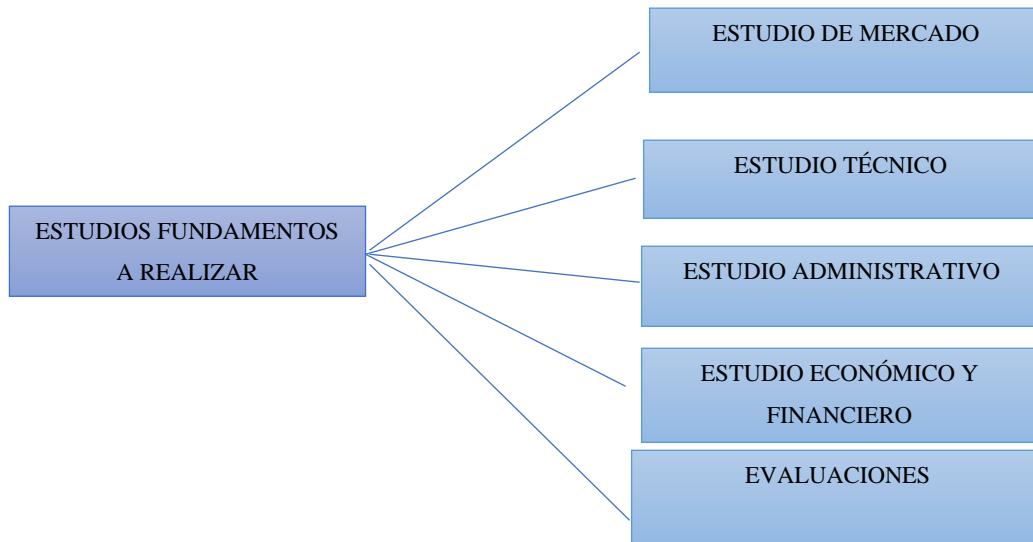 ESTUDIO DE MERCADO
ESTUDIO TÉCNICO
ESTUDIOS FUNDAMENTOS
A REALIZAR
ESTUDIO ADMINISTRATIVO
ESTUDIO ECONÓMICO Y
FINANCIERO
EVALUACIONES